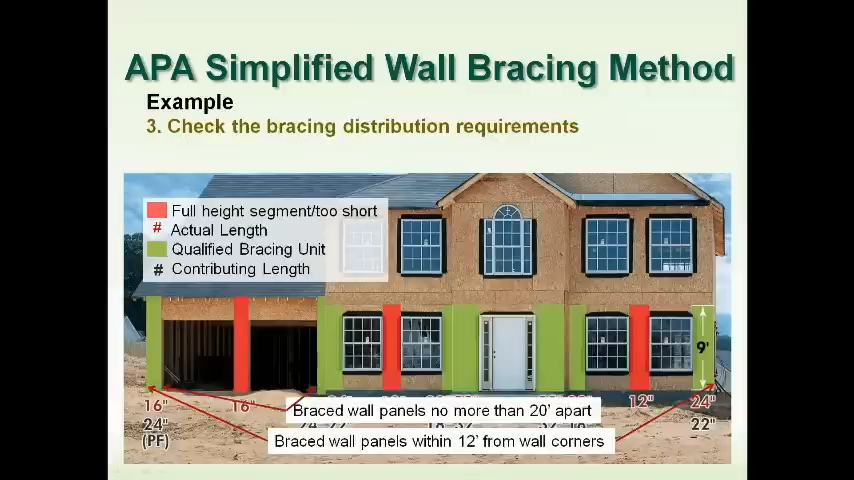 APA Simplified Wall Bracing Method
Example
3. Check the bracing distribution requirements
Full height segment/too short
# Actual Length
Qualified Bracing Unit
# Contributing Length
9'
16" 16" 12" 24"
Braced wall panels no more than 20' apart
24" 22"
(PF)
Braced wall panels within 12' from wall corners